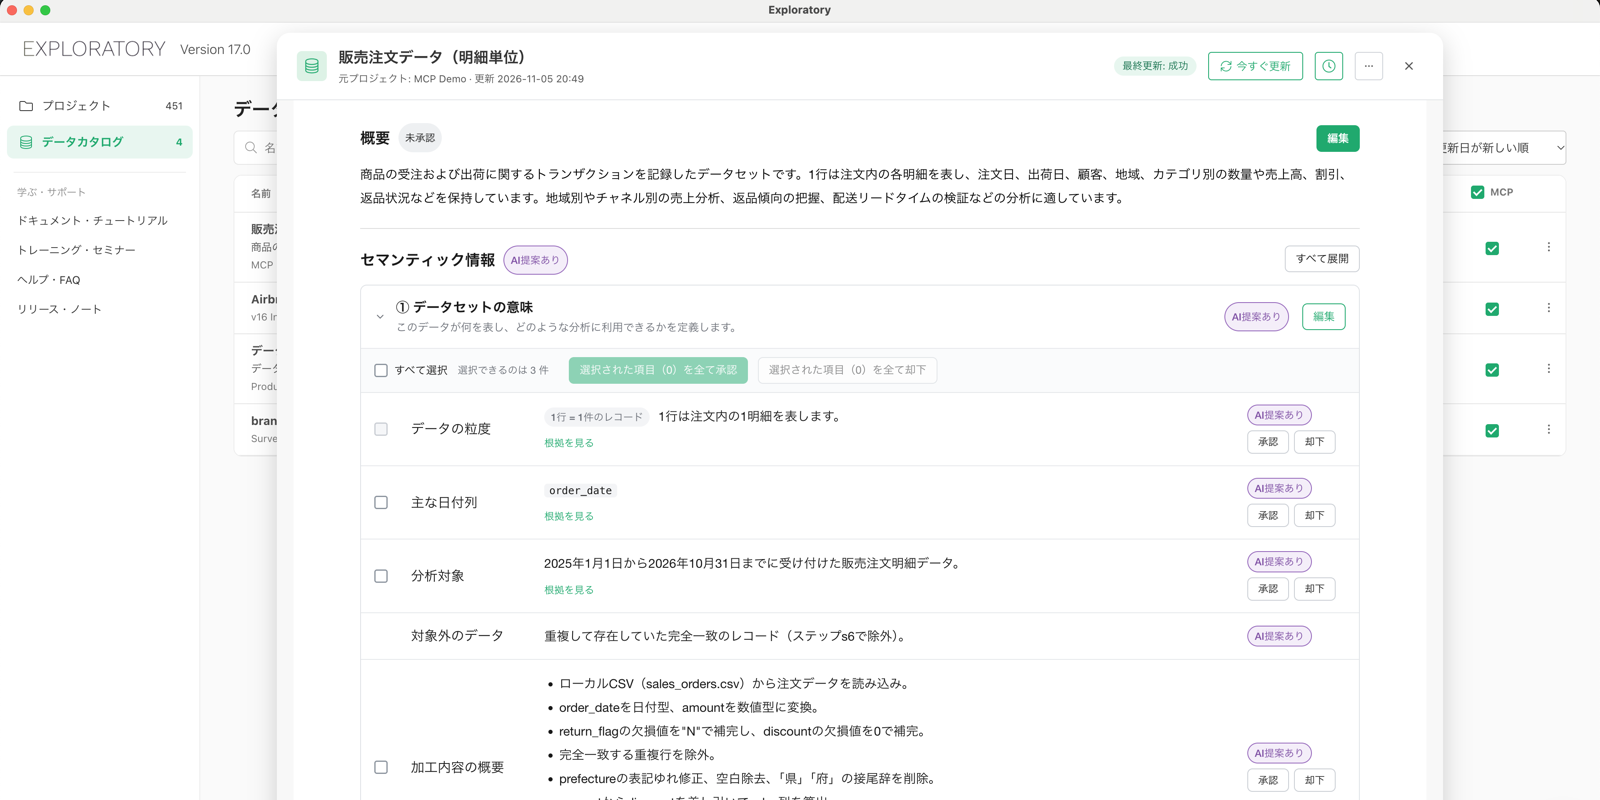 Exploratory
EXPLORATORY Version 17.0
プロジェクト 451
データカタログ 4
学ぶ・サポート
ドキュメント・チュートリアル
トレーニング・セミナー
ヘルプ・FAQ
リリース・ノート
名前
商品の
MCP
v16 In
データ
Produ
bran
Surve
更新日が新しい順
MCP
販売注文データ（明細単位）
元プロジェクト: MCP Demo · 更新 2026-11-05 20:49
最終更新: 成功
今すぐ更新
概要 未承認
編集
商品の受注および出荷に関するトランザクションを記録したデータセットです。1行は注文内の各明細を表し、注文日、出荷日、顧客、地域、カテゴリ別の数量や売上高、割引、
返品状況などを保持しています。地域別やチャネル別の売上分析、返品傾向の把握、配送リードタイムの検証などの分析に適しています。
セマンティック情報 AI提案あり
すべて展開
① データセットの意味
このデータが何を表し、どのような分析に利用できるかを定義します。
AI提案あり 編集
すべて選択 選択できるのは 3 件 選択された項目（0）を全て承認 選択された項目（0）を全て却下
データの粒度
1行 = 1件のレコード 1行は注文内の1明細を表します。
根拠を見る
AI提案あり
承認 却下
主な日付列
order_date
根拠を見る
AI提案あり
承認 却下
分析対象
2025年1月1日から2026年10月31日までに受け付けた販売注文明細データ。
根拠を見る
AI提案あり
承認 却下
対象外のデータ
重複して存在していた完全一致のレコード（ステップs6で除外）。
AI提案あり
加工内容の概要
• ローカルCSV（sales_orders.csv）から注文データを読み込み。
• order_dateを日付型、amountを数値型に変換。
• return_flagの欠損値を"N"で補完し、discountの欠損値を0で補完。
• 完全一致する重複行を除外。
• prefectureの表記ゆれ修正、空白除去、「県」「府」の接尾辞を削除。
AI提案あり
承認 却下